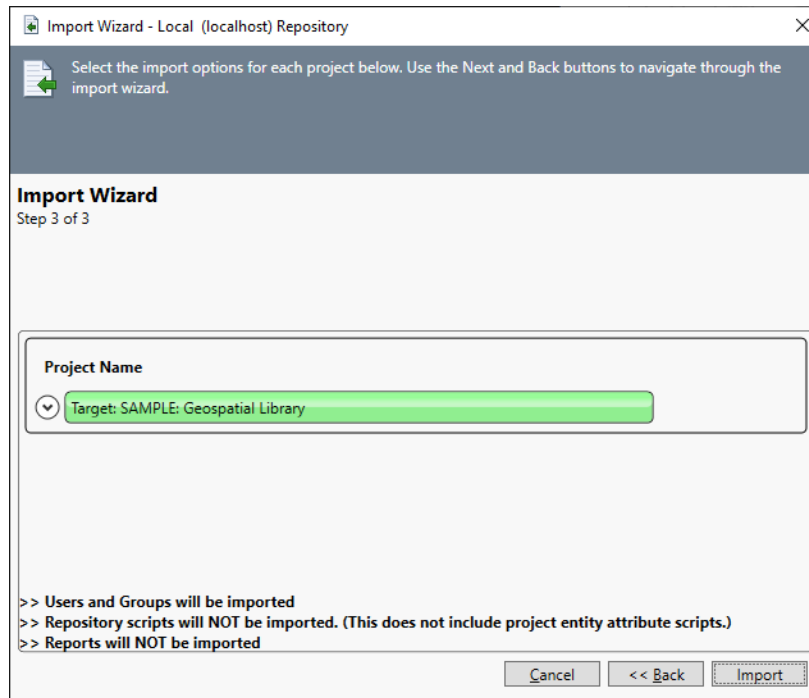 Import Wizard - Local  (localhost) Repository
Select the import options for each project below. Use the Next and Back buttons to navigate through the
import wizard.
Import Wizard
Step 3 of 3
Project Name
Target: SAMPLE: Geospatial Library
>> Users and Groups will be imported
>> Repository scripts will NOT be imported. (This does not include project entity attribute scripts.)
>> Reports will NOT be imported
Cancel
<< Back
Import